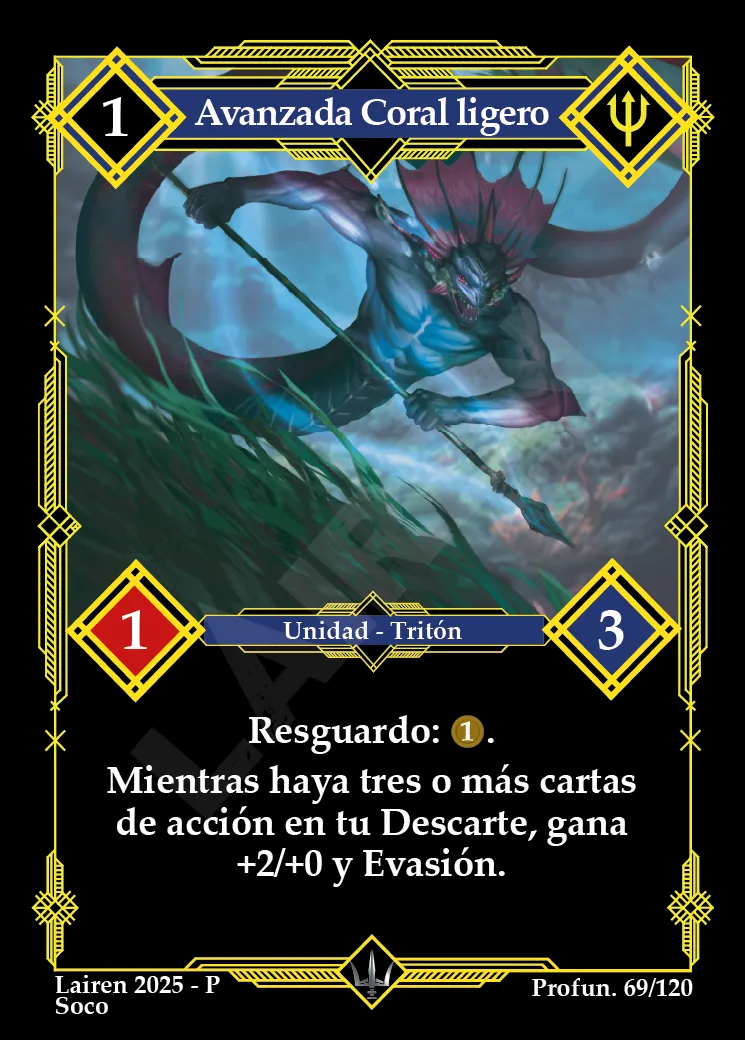 1
Avanzada Coral ligero
1
Unidad - Tritón
3
Resguardo: 1.
Mientras haya tres o más cartas
de acción en tu Descarte, gana
+2/+0 y Evasión.
Lairen 2025 - P
Soco
Profun. 69/120